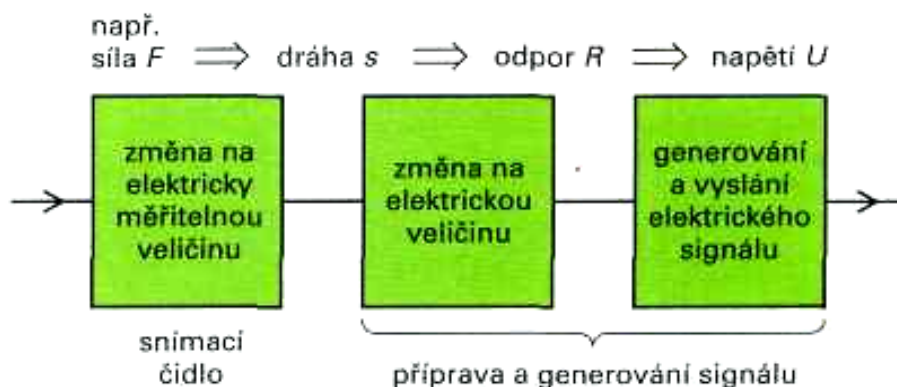 např.
síla F ⇒ dráha s ⇒ odpor R ⇒ napětí U
změna na
elektricky
měřitelnou
veličinu
změna na
elektrickou
veličinu
generování
a vyslání
elektrického
signálu
snímací
čidlo
příprava a generování signálu